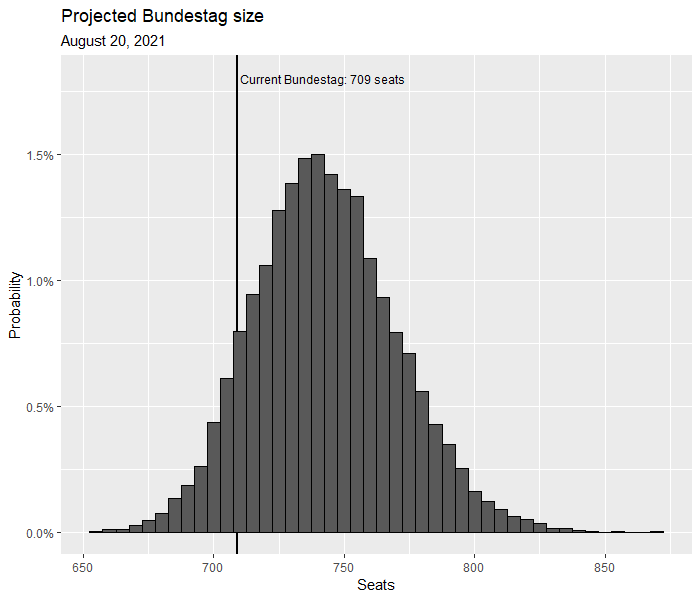 Projected Bundestag size
August 20, 2021
Current Bundestag: 709 seats
1.5%
1.0%
0.5%
0.0%
Probability
650 700 750 800 850
Seats